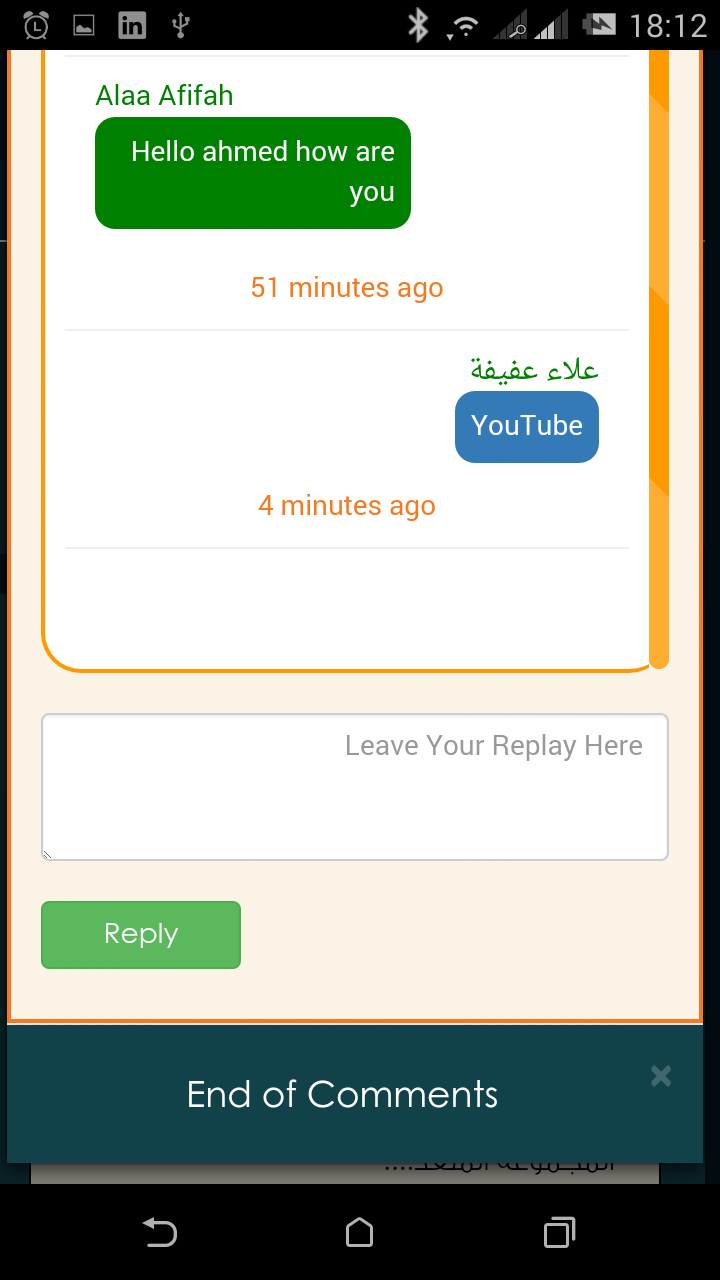 18:12
Alaa Afifah
Hello ahmed how are
you
51 minutes ago
علاء عفيفة
YouTube
4 minutes ago
Leave Your Replay Here
Reply
End of Comments
×